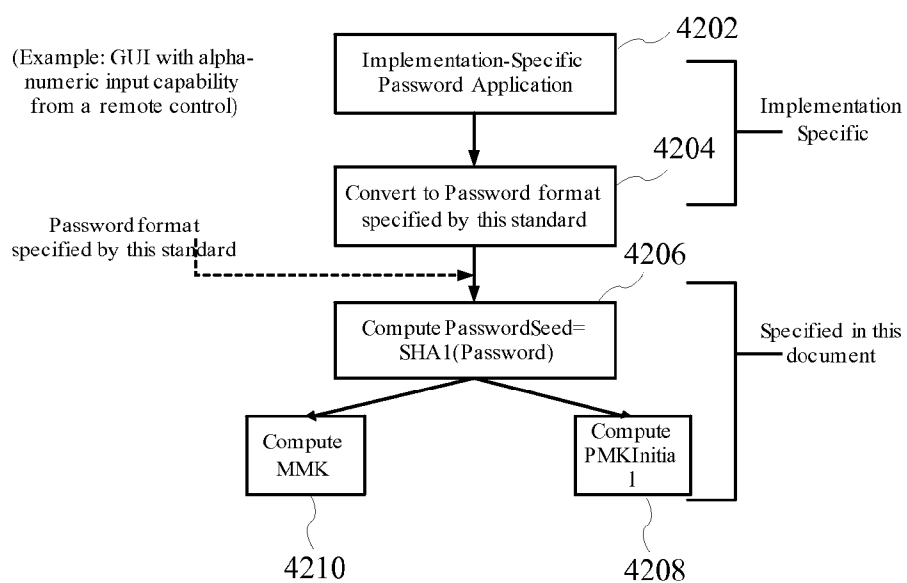 4202
(Example: GUI with alpha-
numeric input capability
from a remote control)
Implementation-Specific
Password Application
Implementation
Specific
4204
Convert to Password format
specified by this standard
Password format
specified by this standard
4206
Compute PasswordSeed=
SHA1(Password)
Specified in this
document
Compute
MMK
Compute
PMKInitia
l
4210
4208